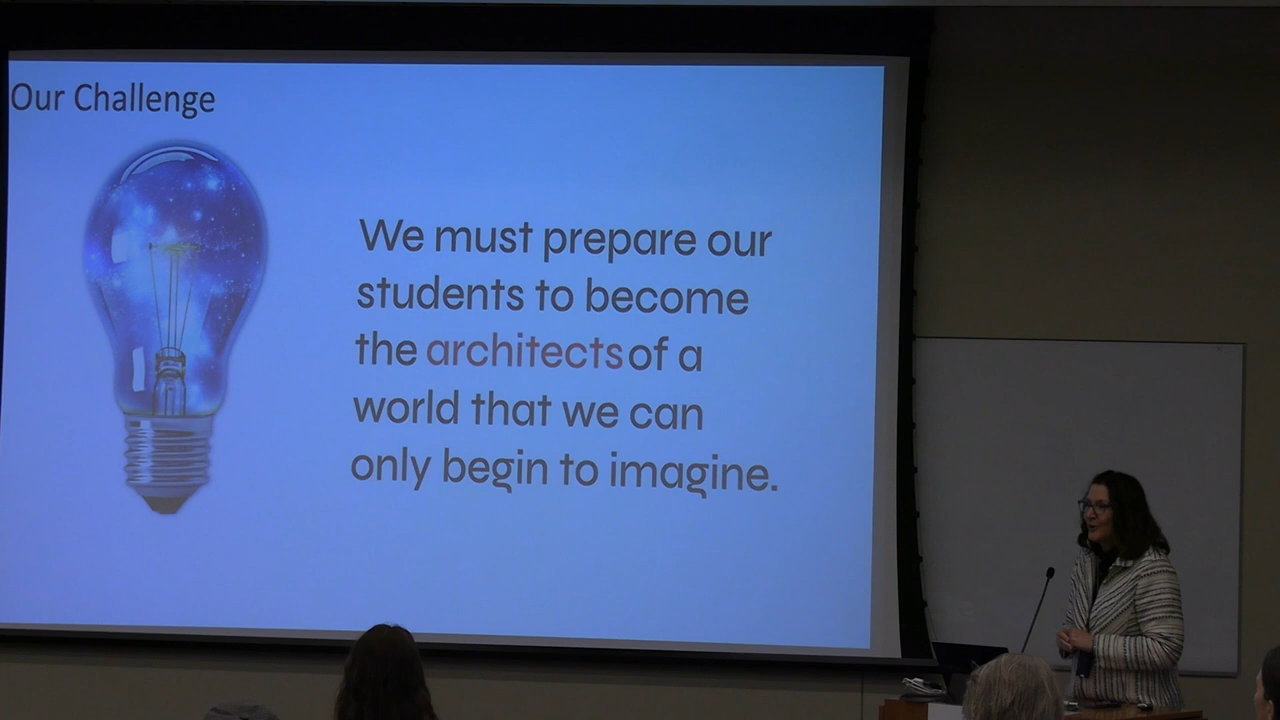 Our Challenge
We must prepare our
students to become
the architects of a
world that we can
only begin to imagine.